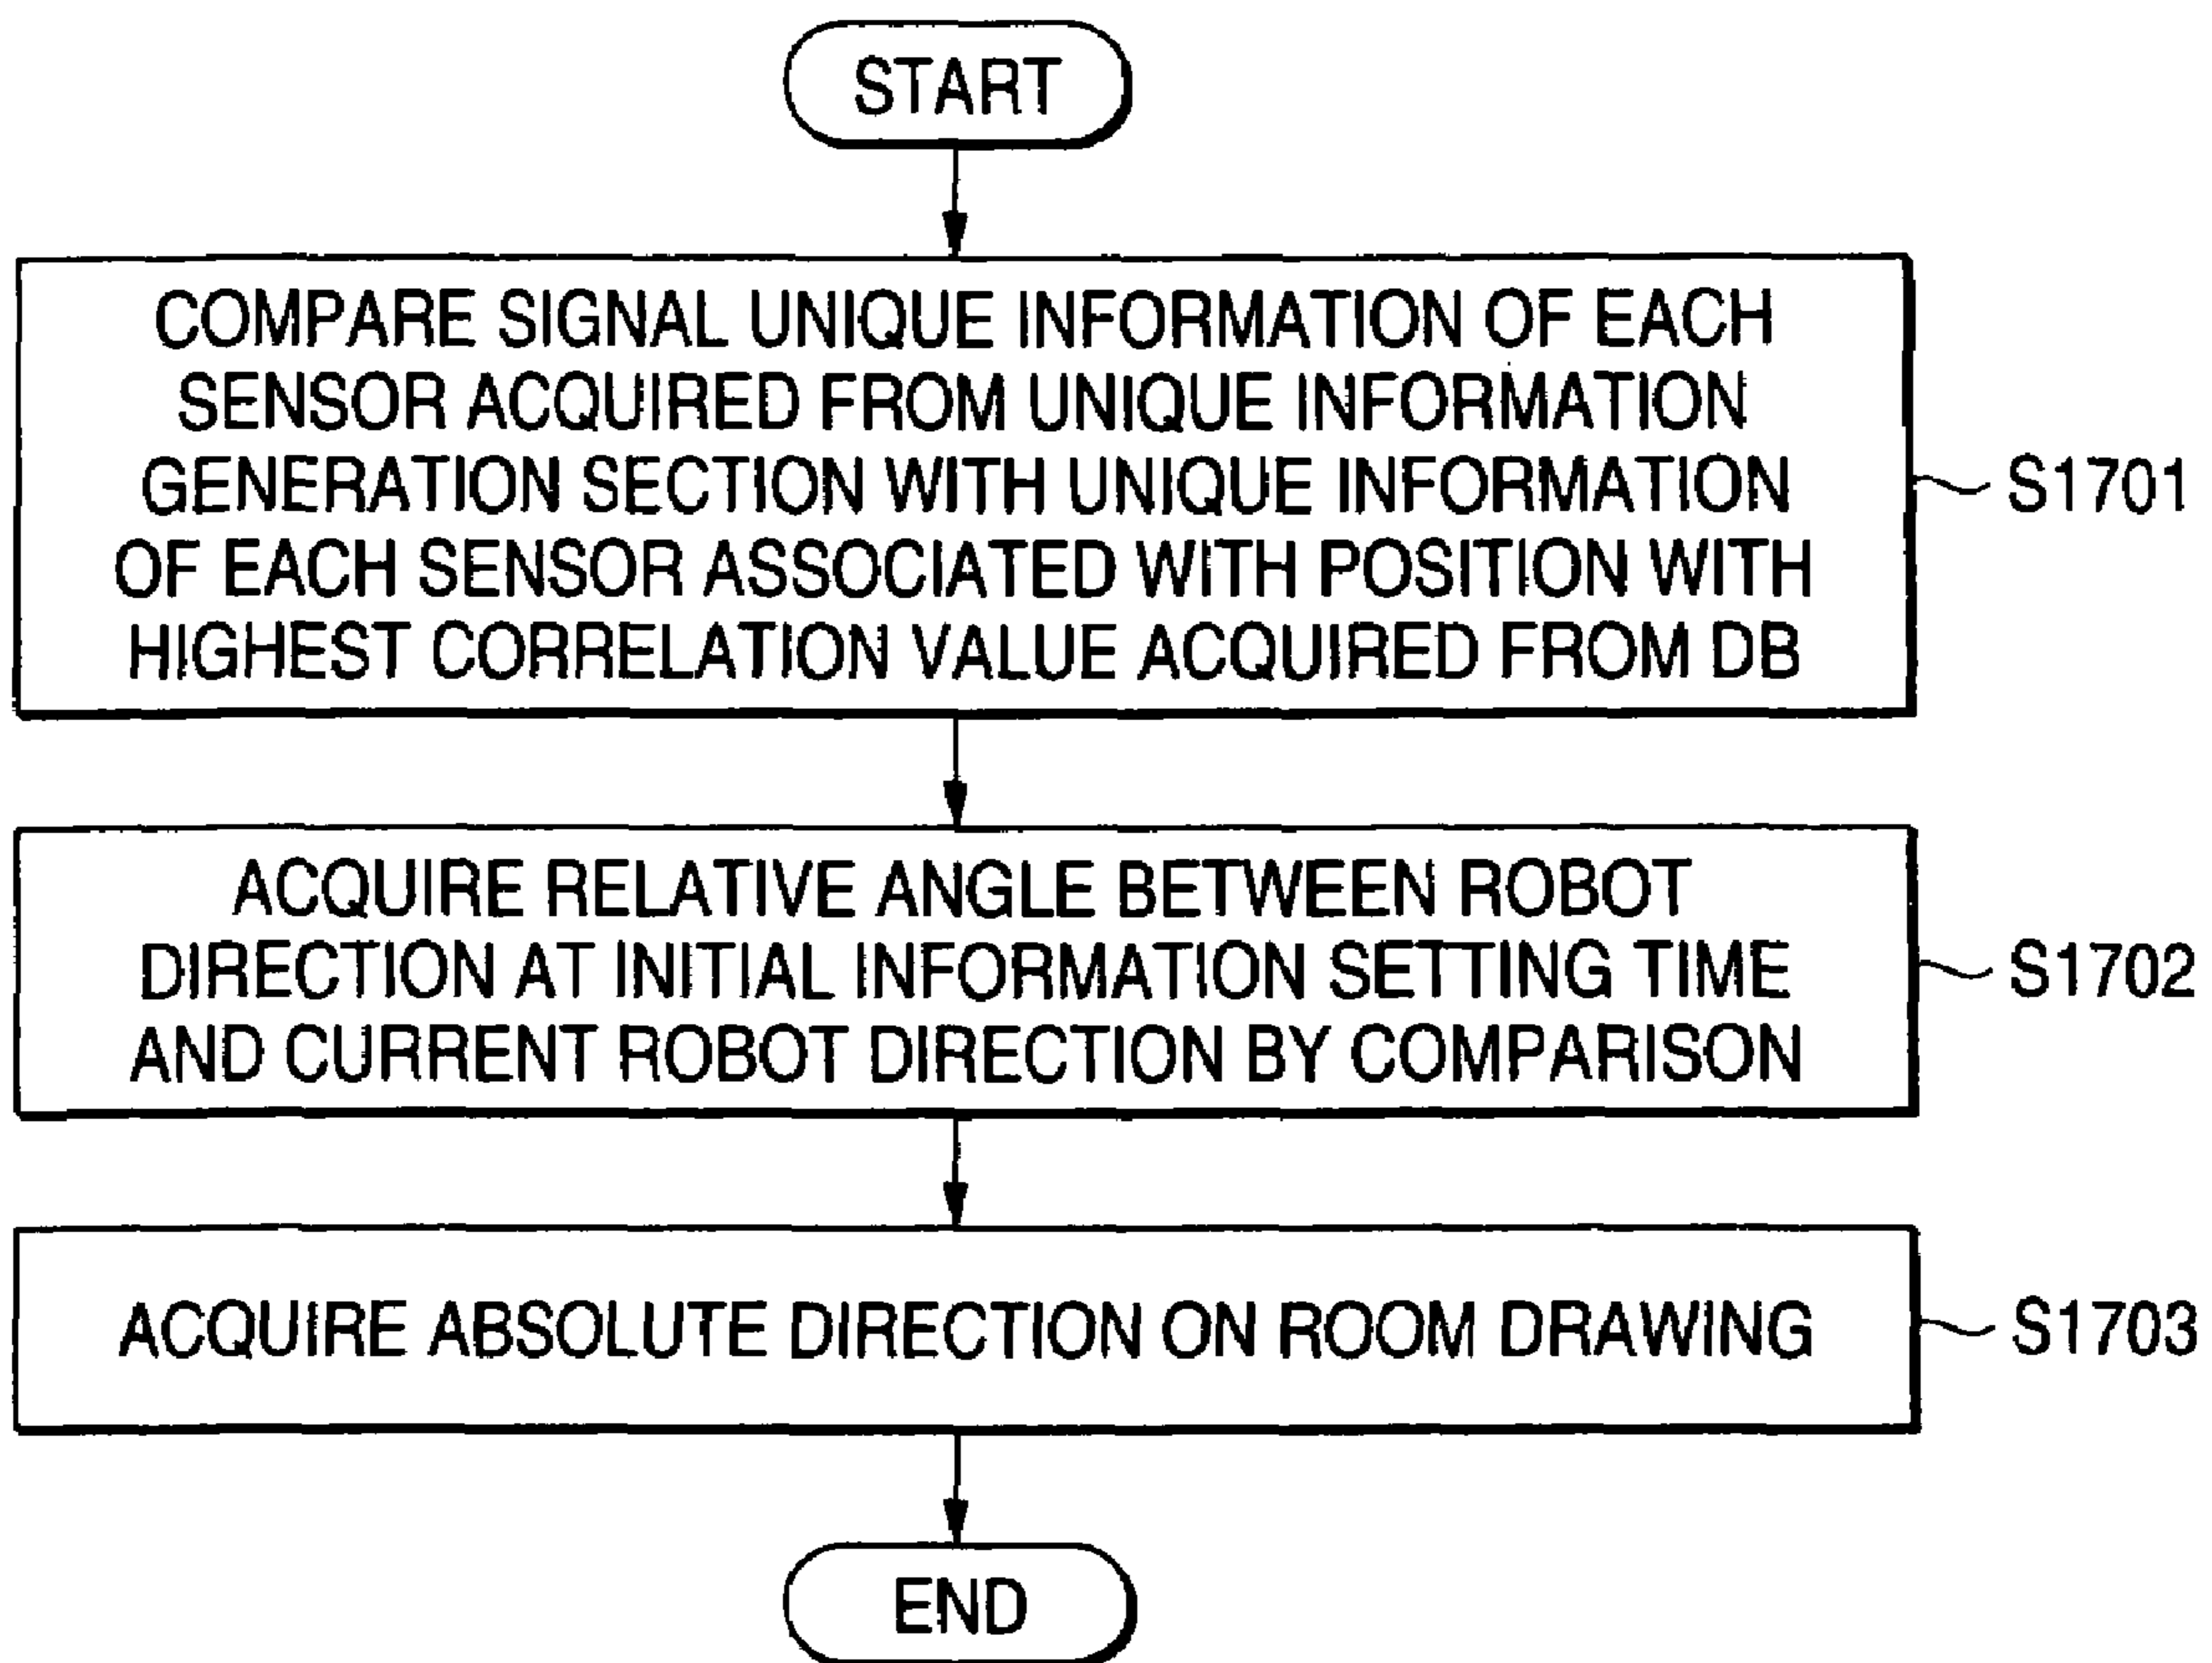 START
COMPARE SIGNAL UNIQUE INFORMATION OF EACH
SENSOR ACQUIRED FROM UNIQUE INFORMATION
GENERATION SECTION WITH UNIQUE INFORMATION
OF EACH SENSOR ASSOCIATED WITH POSITION WITH
HIGHEST CORRELATION VALUE ACQUIRED FROM DB
S1701
ACQUIRE RELATIVE ANGLE BETWEEN ROBOT
DIRECTION AT INITIAL INFORMATION SETTING TIME
AND CURRENT ROBOT DIRECTION BY COMPARISON
S1702
ACQUIRE ABSOLUTE DIRECTION ON ROOM DRAWING
S1703
END